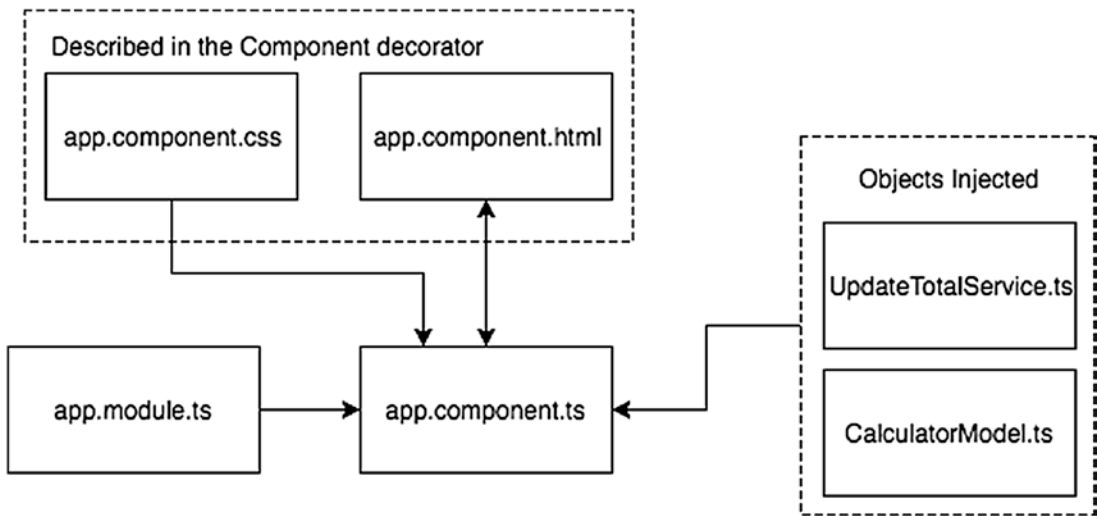 Described in the Component decorator
app.component.css
app.component.html
Objects Injected
UpdateTotalService.ts
app.module.ts
app.component.ts
CalculatorModel.ts